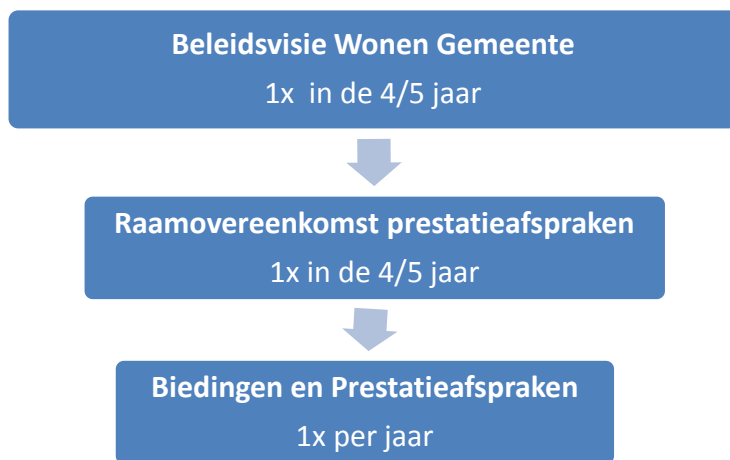 Beleidsvisie Wonen Gemeente
1x in de 4/5 jaar
Raamovereenkomst prestatieafspraken
1x in de 4/5 jaar
Biedingen en Prestatieafspraken
1x per jaar